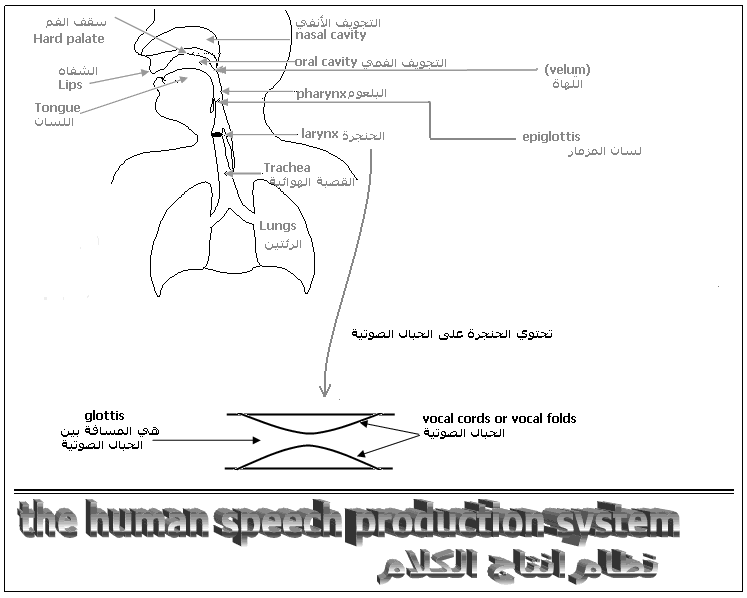 التجويف الأنفي
nasal cavity
سقف الفم
Hard palate
oral cavity التجويف الفمي
(velum)
اللهاة
الشفاه
Lips
pharynx البلعوم
Tongue
اللسان
larynx الحنجرة
epiglottis
لسان المزمار
Trachea
القصبة الهوائية
Lungs
الرئتين
تحتوي الحنجرة على الحبال الصوتية
glottis
هي المسافة بين
الحبال الصوتية
vocal cords or vocal folds
الحبال الصوتية
the human speech production system
نظام انتاج الكلام